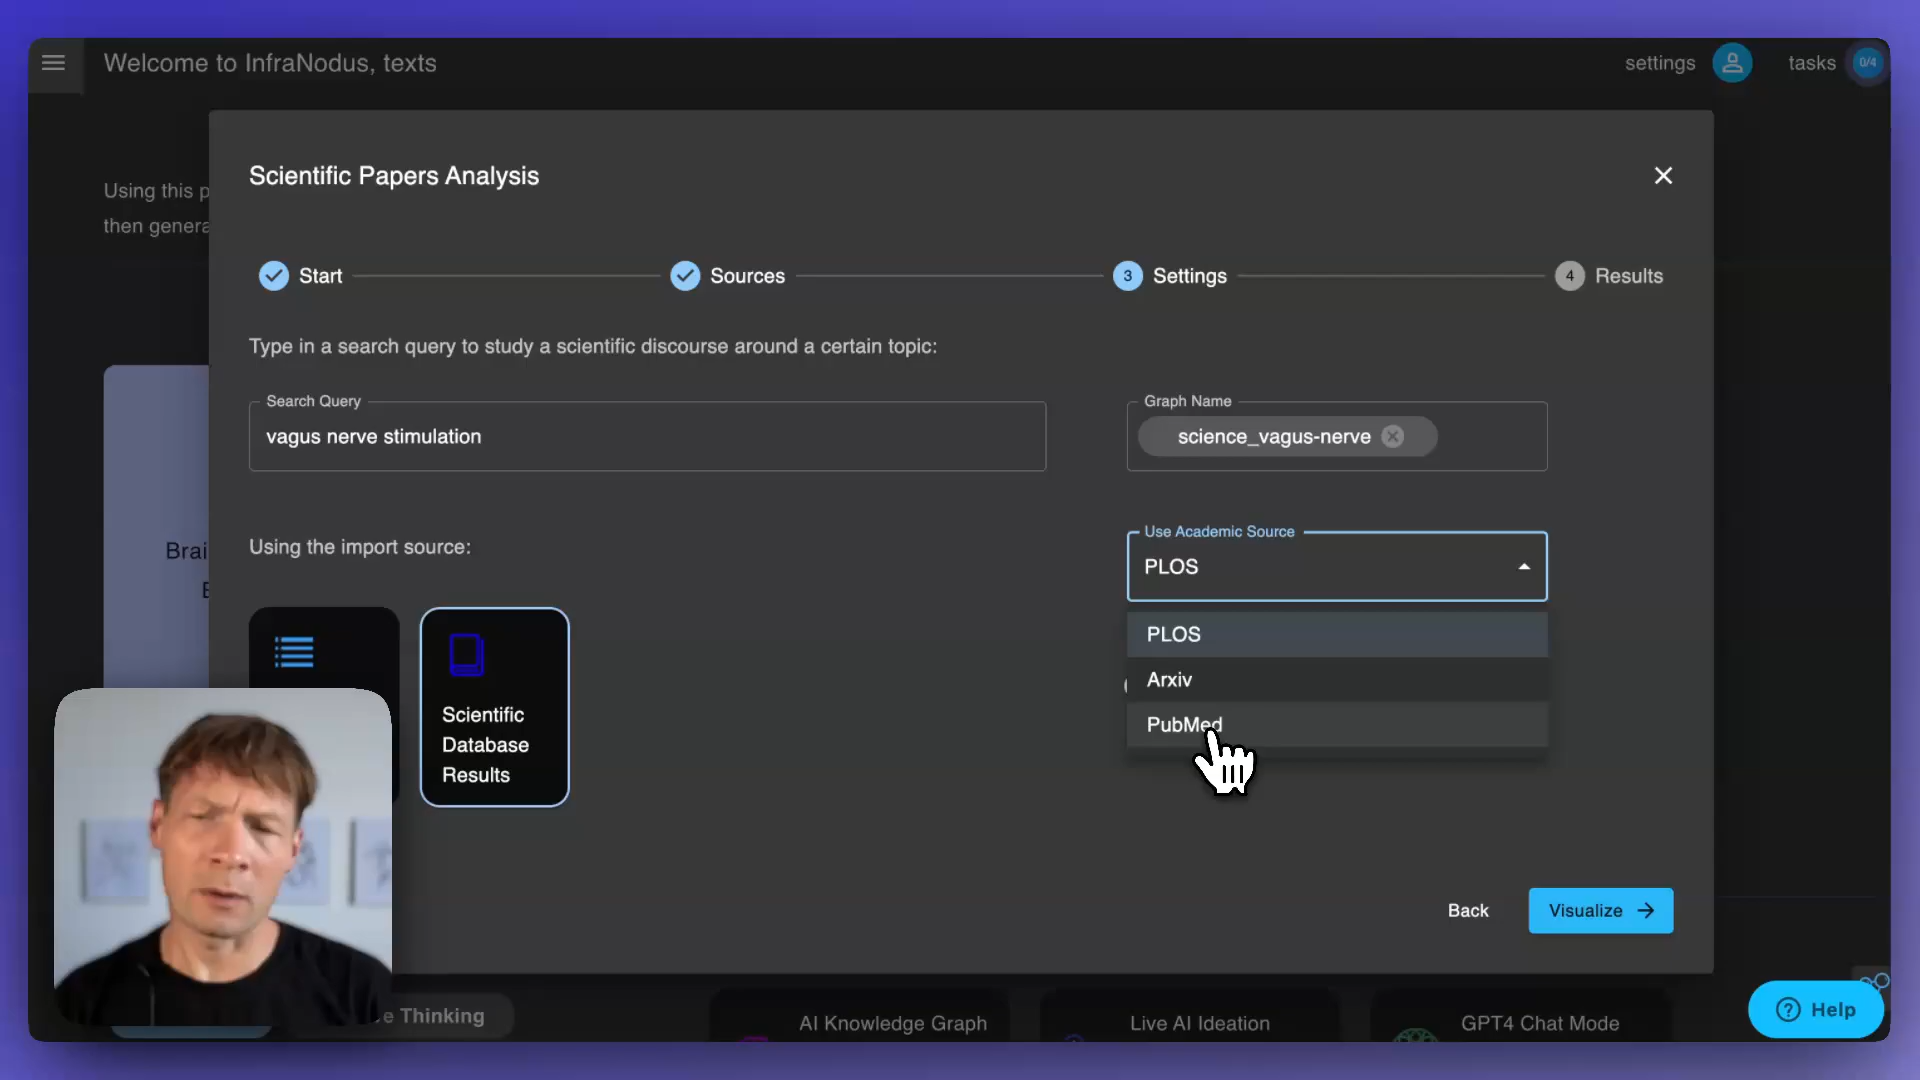 Welcome to InfraNodus, texts
settings
tasks
0/4
Using this p
then genera
Scientific Papers Analysis
Start
Sources
3 Settings
4 Results
Type in a search query to study a scientific discourse around a certain topic:
Search Query
vagus nerve stimulation
Graph Name
science_vagus-nerve
Using the import source:
Use Academic Source
PLOS
PLOS
Arxiv
PubMed
Brai
Scientific
Database
Results
Back
Visualize
e Thinking
AI Knowledge Graph
Live AI Ideation
GPT4 Chat Mode
Help